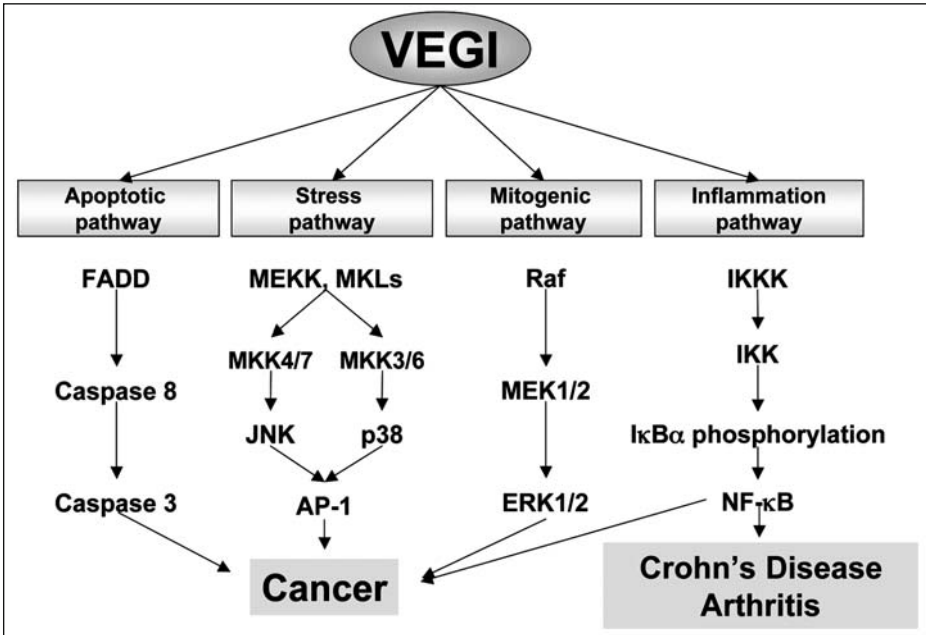 VEGI
Apoptotic
pathway
Stress
pathway
Mitogenic
pathway
Inflammation
pathway
FADD
Caspase 8
Caspase 3
MEKK, MKLs
MKK4/7 MKK3/6
JNK p38
AP-1
Raf
MEK1/2
ERK1/2
IKKK
IKK
IκBα phosphorylation
NF-κB
Cancer
Crohn's Disease
Arthritis